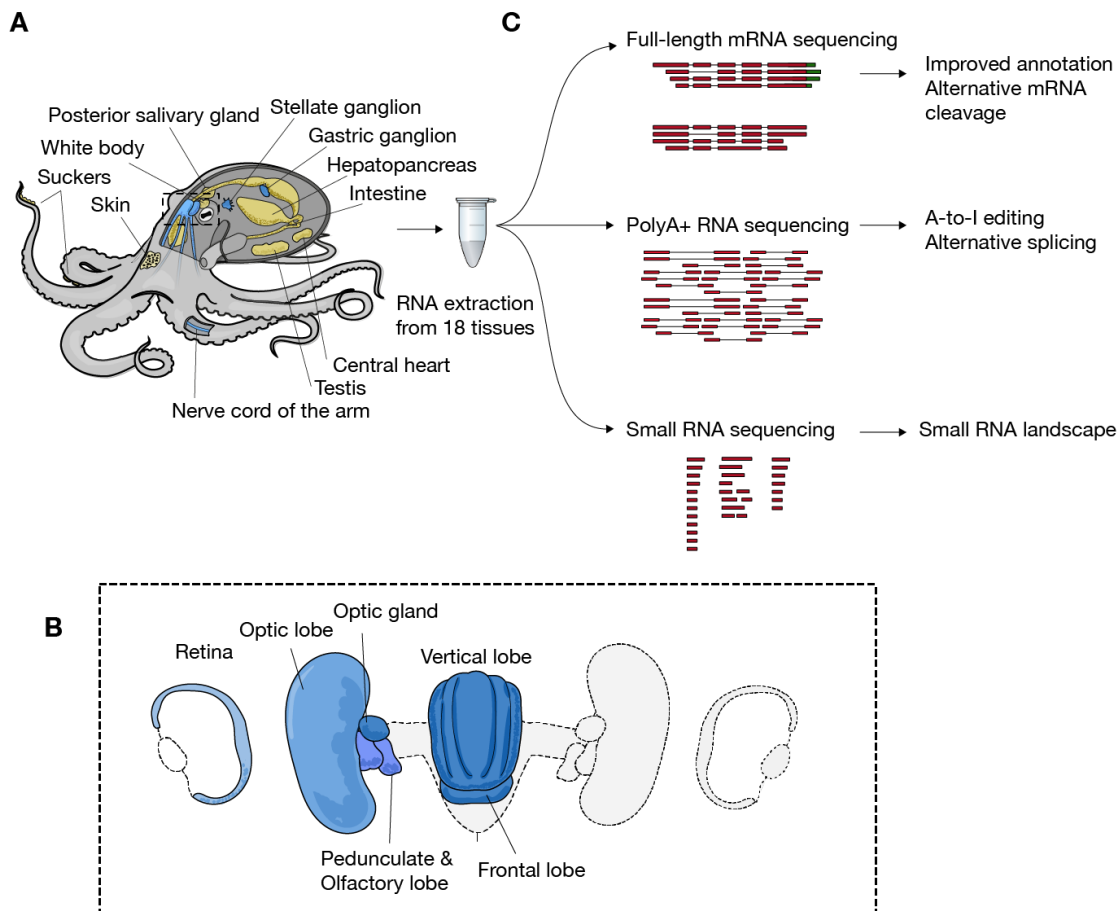 A
Posterior salivary gland
White body
Suckers
Skin
Stellate ganglion
Gastric ganglion
Hepatopancreas
Intestine
RNA extraction
from 18 tissues
Central heart
Testis
Nerve cord of the arm
C
Full-length mRNA sequencing
Improved annotation
Alternative mRNA
cleavage
PolyA+ RNA sequencing
A-to-I editing
Alternative splicing
Small RNA sequencing
Small RNA landscape
B
Retina
Optic lobe
Optic gland
Vertical lobe
Pedunculate &
Olfactory lobe
Frontal lobe